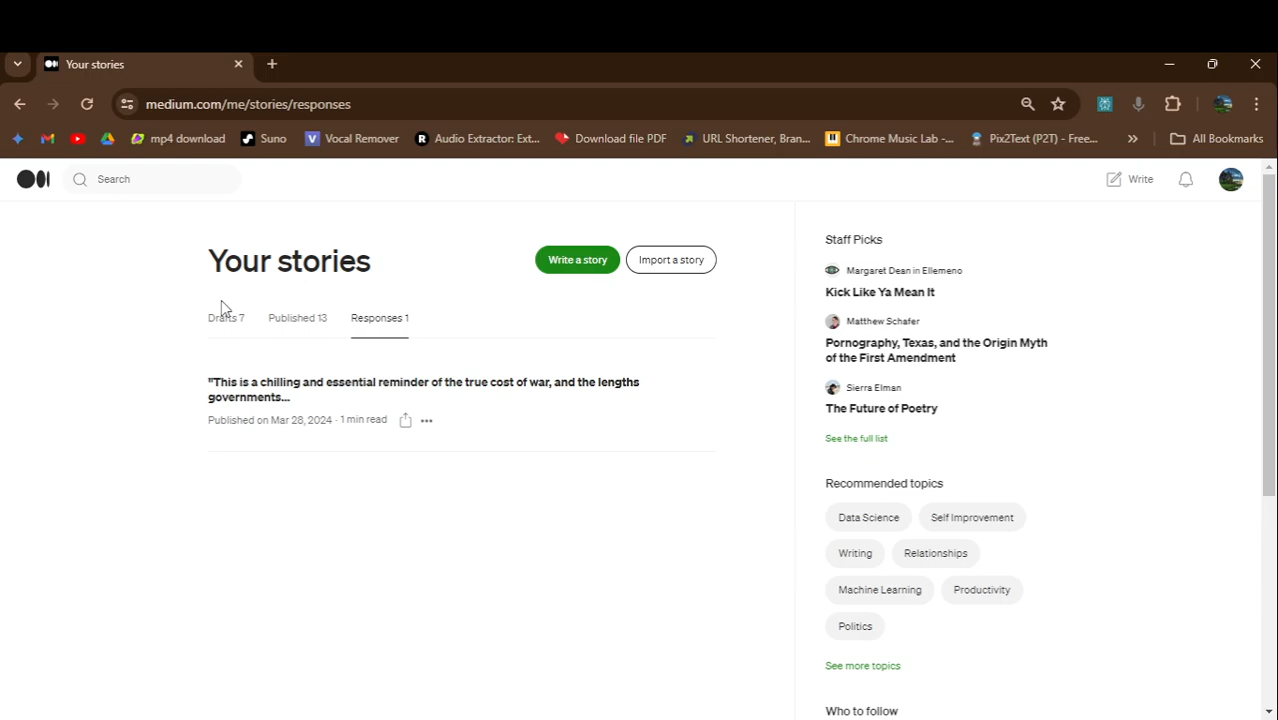 Your stories
medium.com/me/stories/responses
mp4 download
Suno
Vocal Remover
Audio Extractor: Ext...
Download file PDF
URL Shortener, Bran...
Chrome Music Lab -...
Pix2Text (P2T) - Free...
»
All Bookmarks
Search
Write
Your stories
Write a story
Import a story
Drafts 7
Published 13
Responses 1
"This is a chilling and essential reminder of the true cost of war, and the lengths
governments...
Published on Mar 28, 2024 · 1 min read
Staff Picks
Margaret Dean in Ellemeno
Kick Like Ya Mean It
Matthew Schafer
Pornography, Texas, and the Origin Myth
of the First Amendment
Sierra Elman
The Future of Poetry
See the full list
Recommended topics
Data Science
Self Improvement
Writing
Relationships
Machine Learning
Productivity
Politics
See more topics
Who to follow